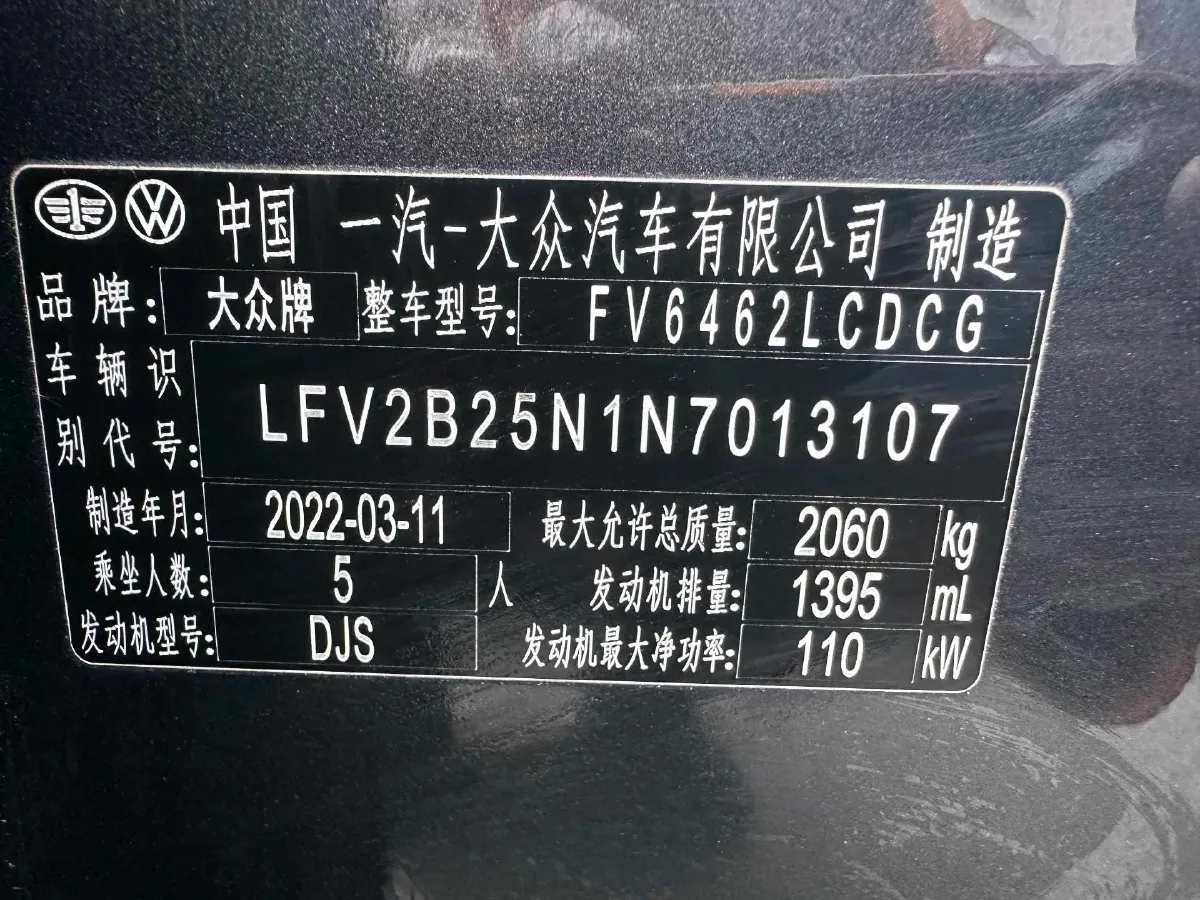 中国 一汽-大众汽车有限公司 制造
品牌: 大众牌 整车型号: FV6462LCDCG
车辆识别代号: LFV2B25N1N7013107
制造年月: 2022-03-11 最大允许总质量: 2060 kg
乘坐人数: 5 人 发动机排量: 1395 mL
发动机型号: DJS 发动机最大净功率: 110 kW